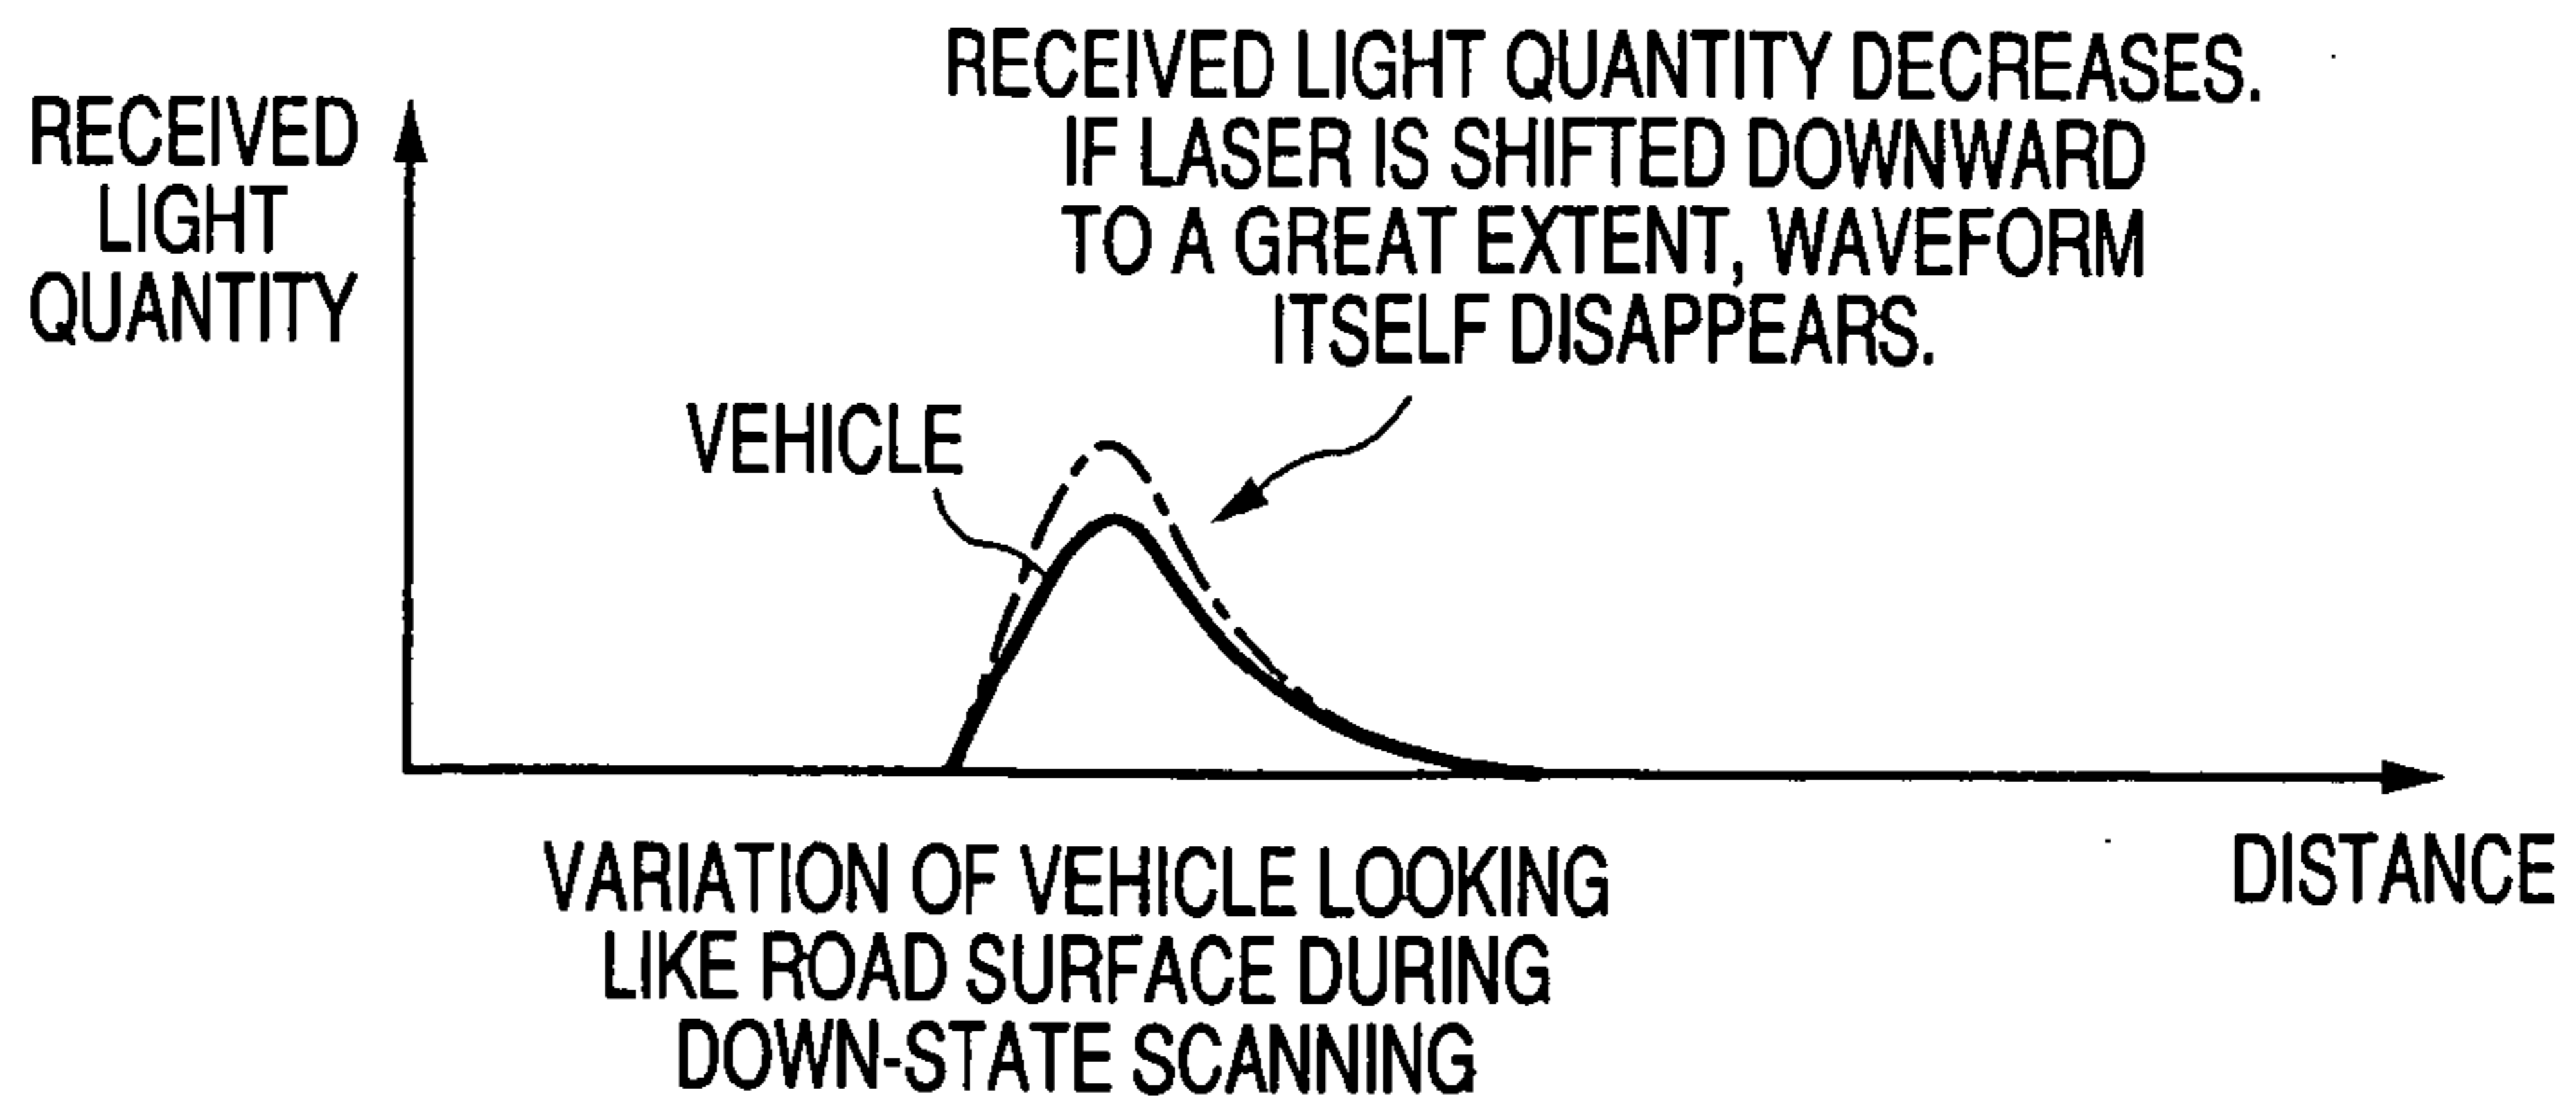 RECEIVED
LIGHT
QUANTITY
RECEIVED LIGHT QUANTITY DECREASES.
IF LASER IS SHIFTED DOWNWARD
TO A GREAT EXTENT, WAVEFORM
ITSELF DISAPPEARS.
VEHICLE
DISTANCE
VARIATION OF VEHICLE LOOKING
LIKE ROAD SURFACE DURING
DOWN-STATE SCANNING